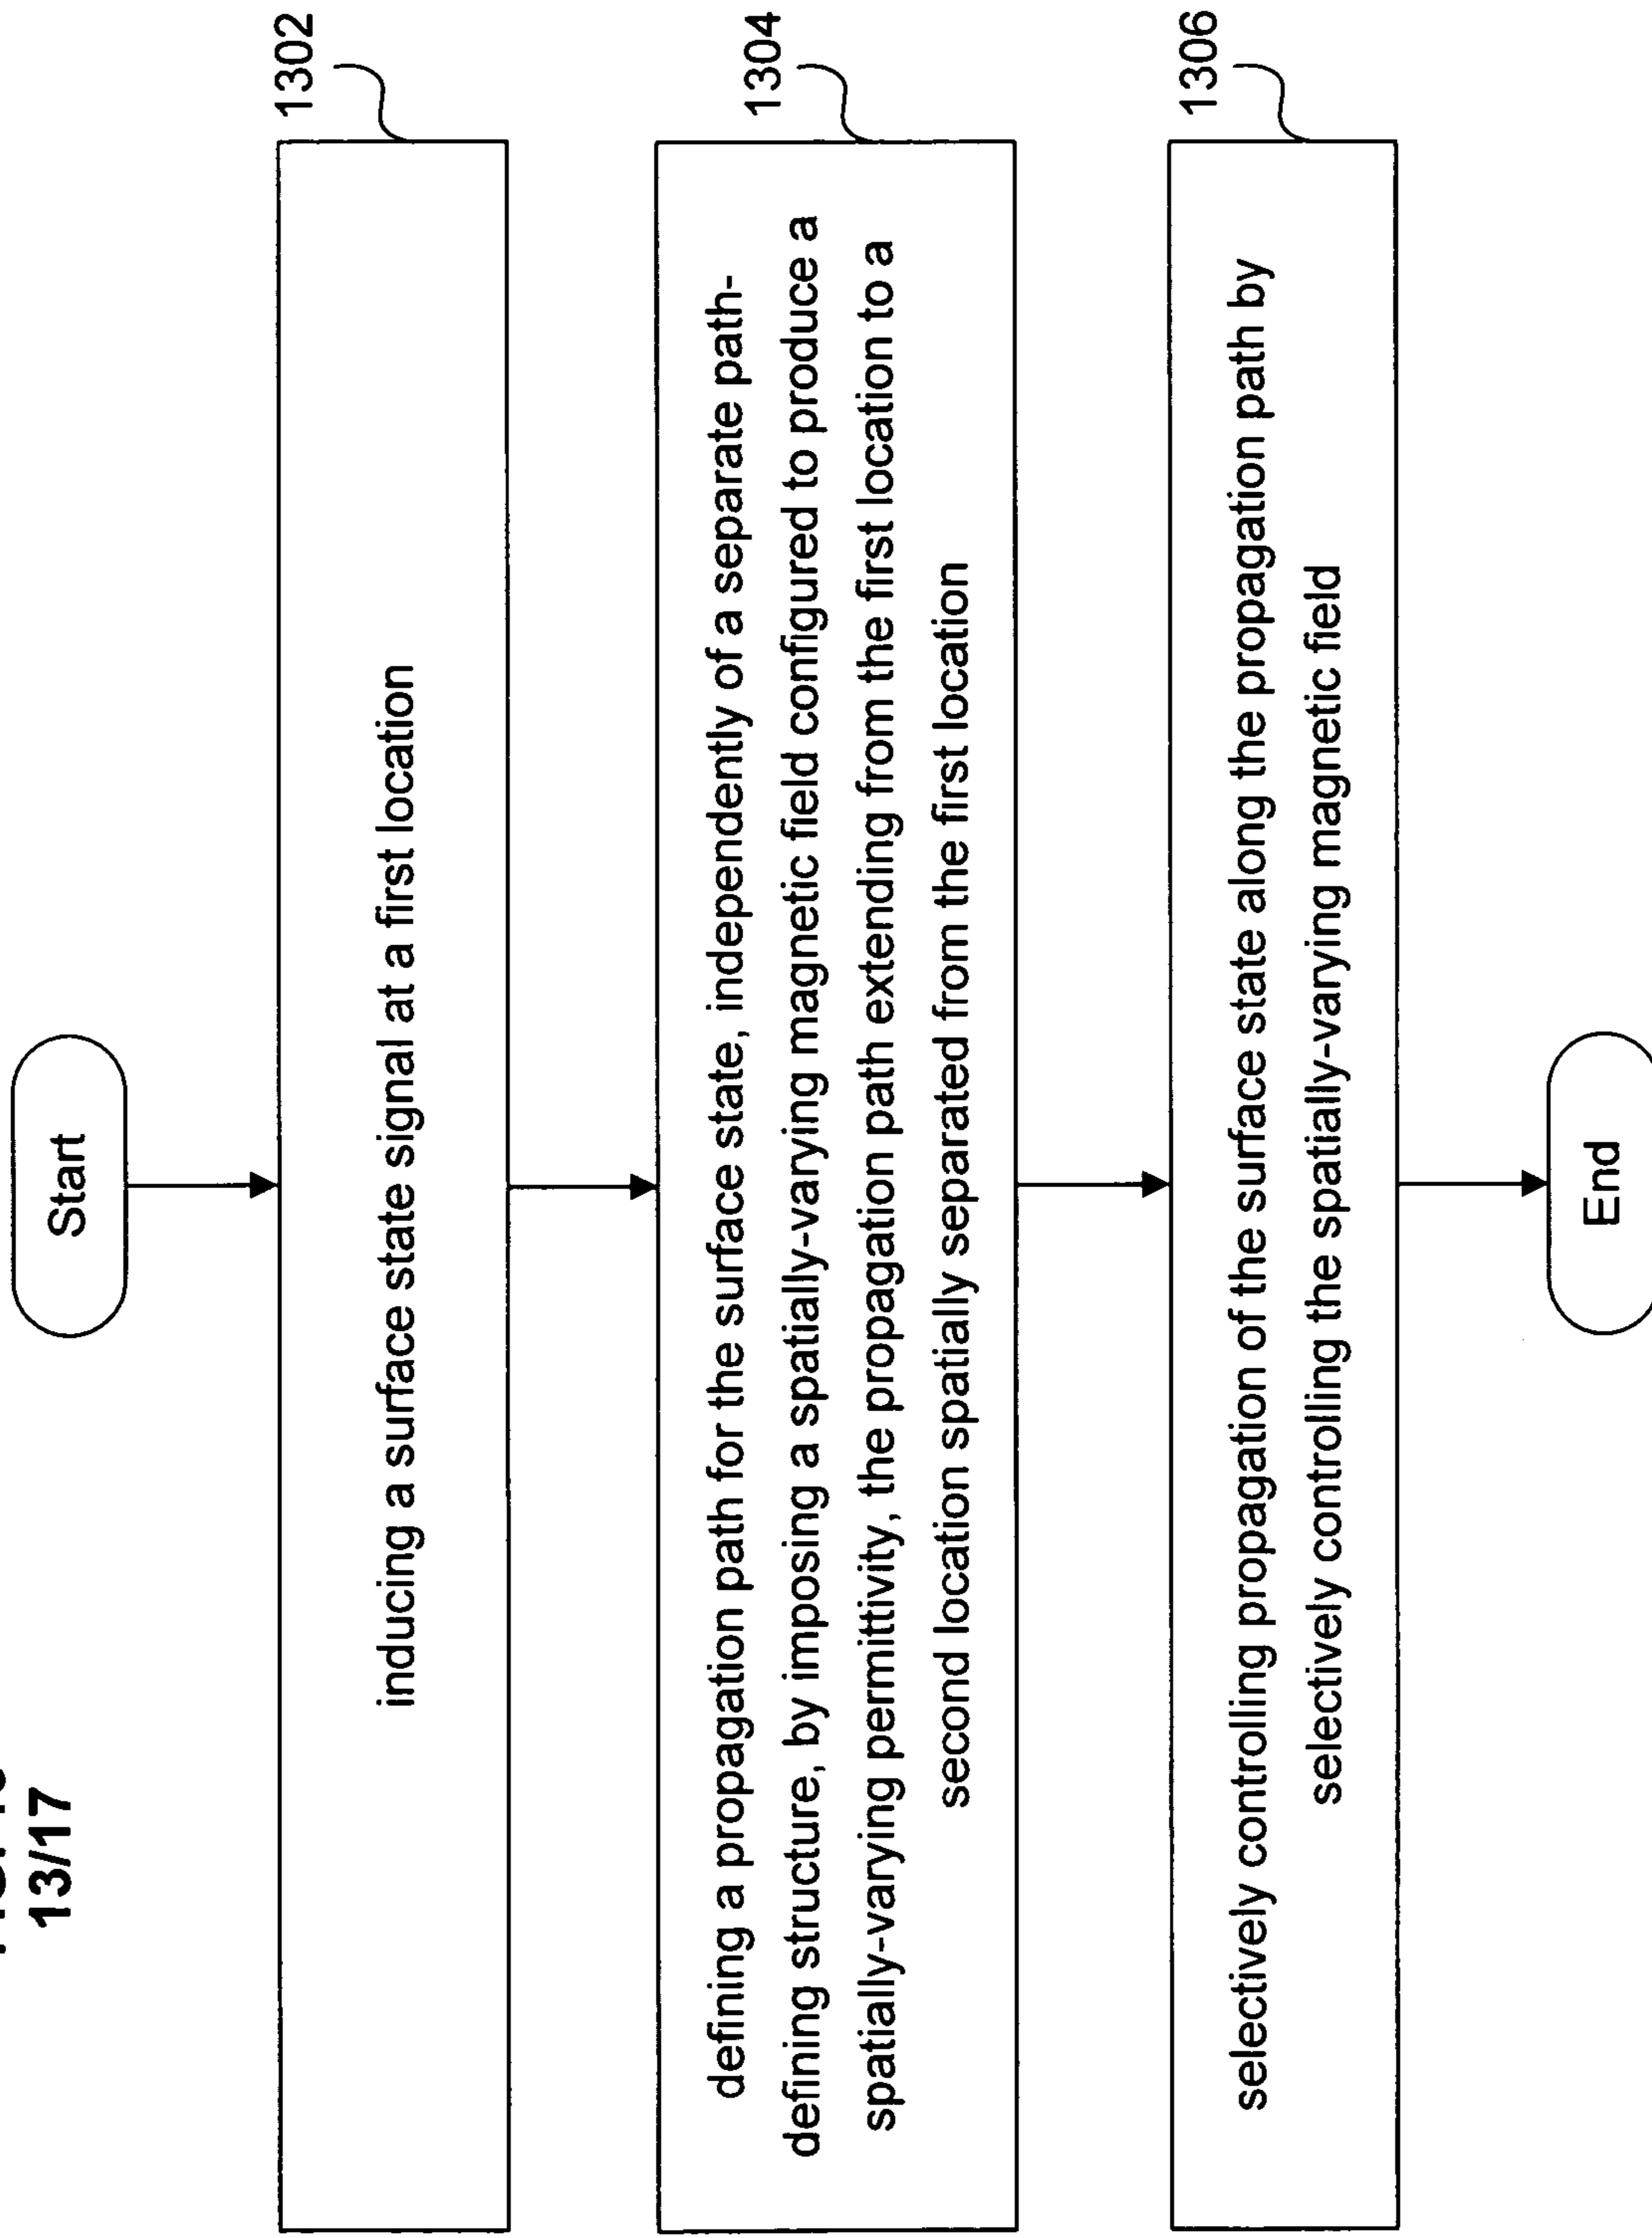 13/17
Start
1302
inducing a surface state signal at a first location
1304
defining a propagation path for the surface state, independently of a separate path-
defining structure, by imposing a spatially-varying magnetic field configured to produce a
spatially-varying permittivity, the propagation path extending from the first location to a
second location spatially separated from the first location
1306
selectively controlling propagation of the surface state along the propagation path by
selectively controlling the spatially-varying magnetic field
End